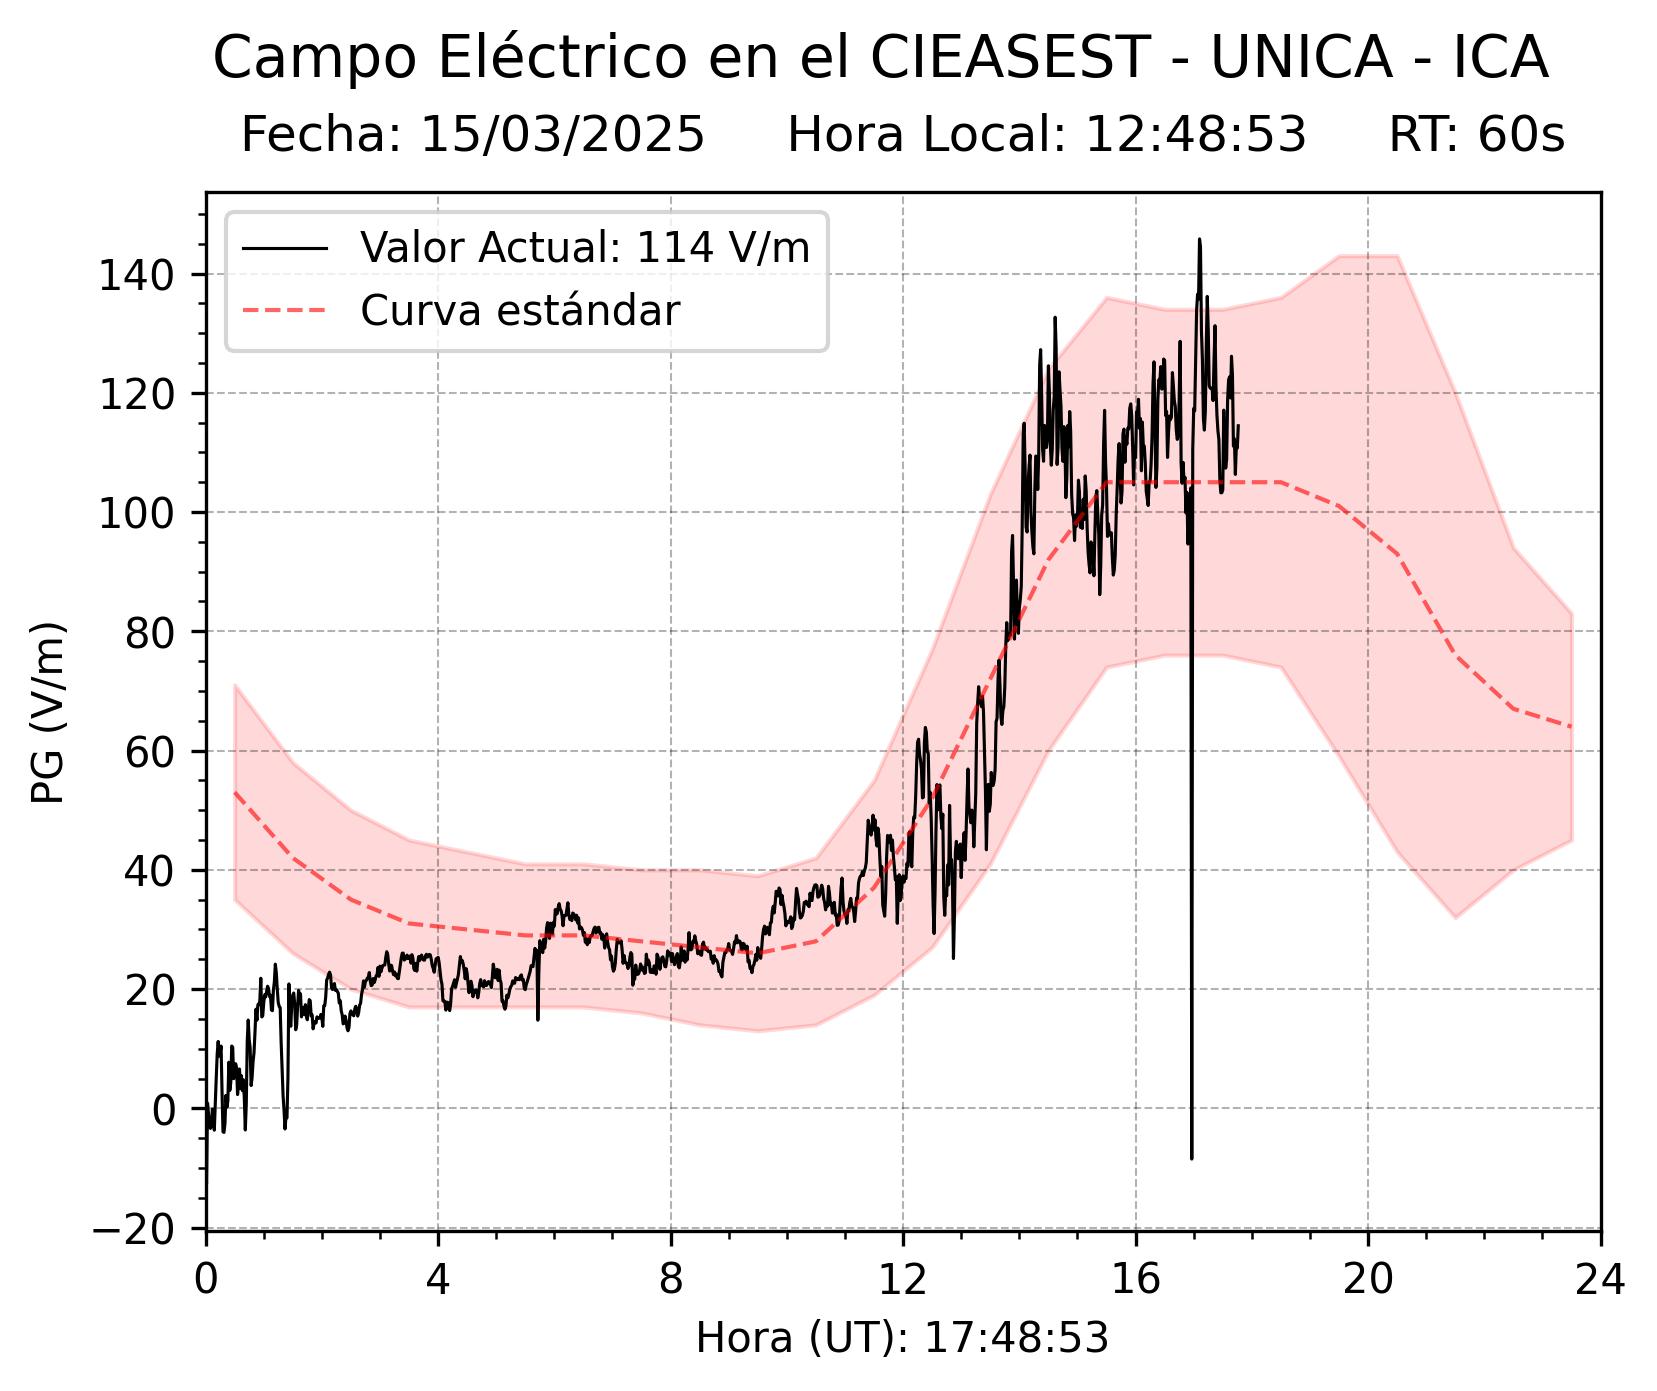 Campo Eléctrico en el CIEASEST - UNICA - ICA
Fecha: 15/03/2025 Hora Local: 12:48:53 RT: 60s
Valor Actual: 114 V/m
Curva estándar
PG (V/m)
140
120
100
80
60
40
20
0
−20
0 4 8 12 16 20 24
Hora (UT): 17:48:53